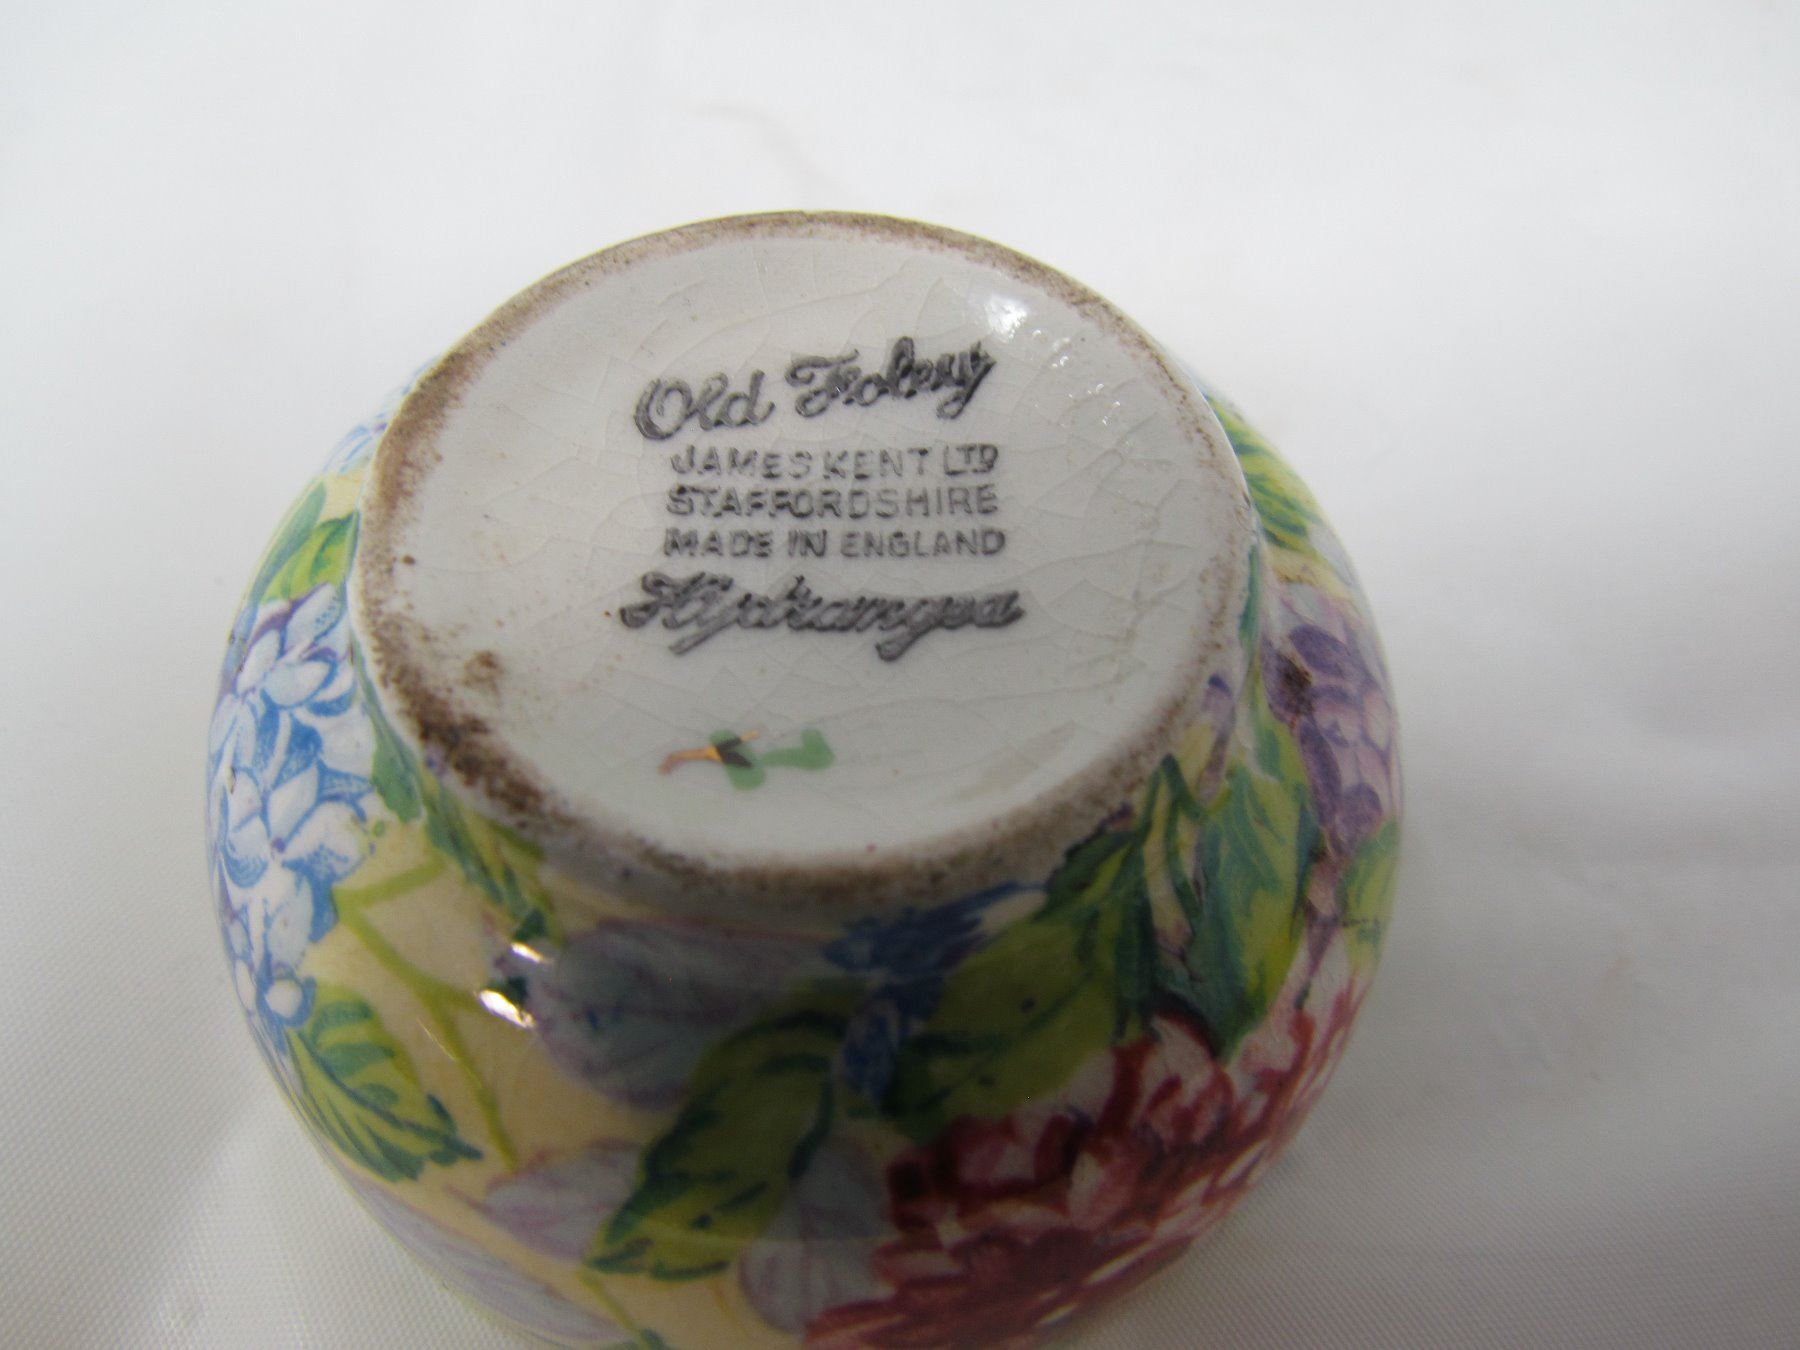 Old Foley
JAMES KENT LTD
STAFFORDSHIRE
MADE IN ENGLAND
Hydrangea